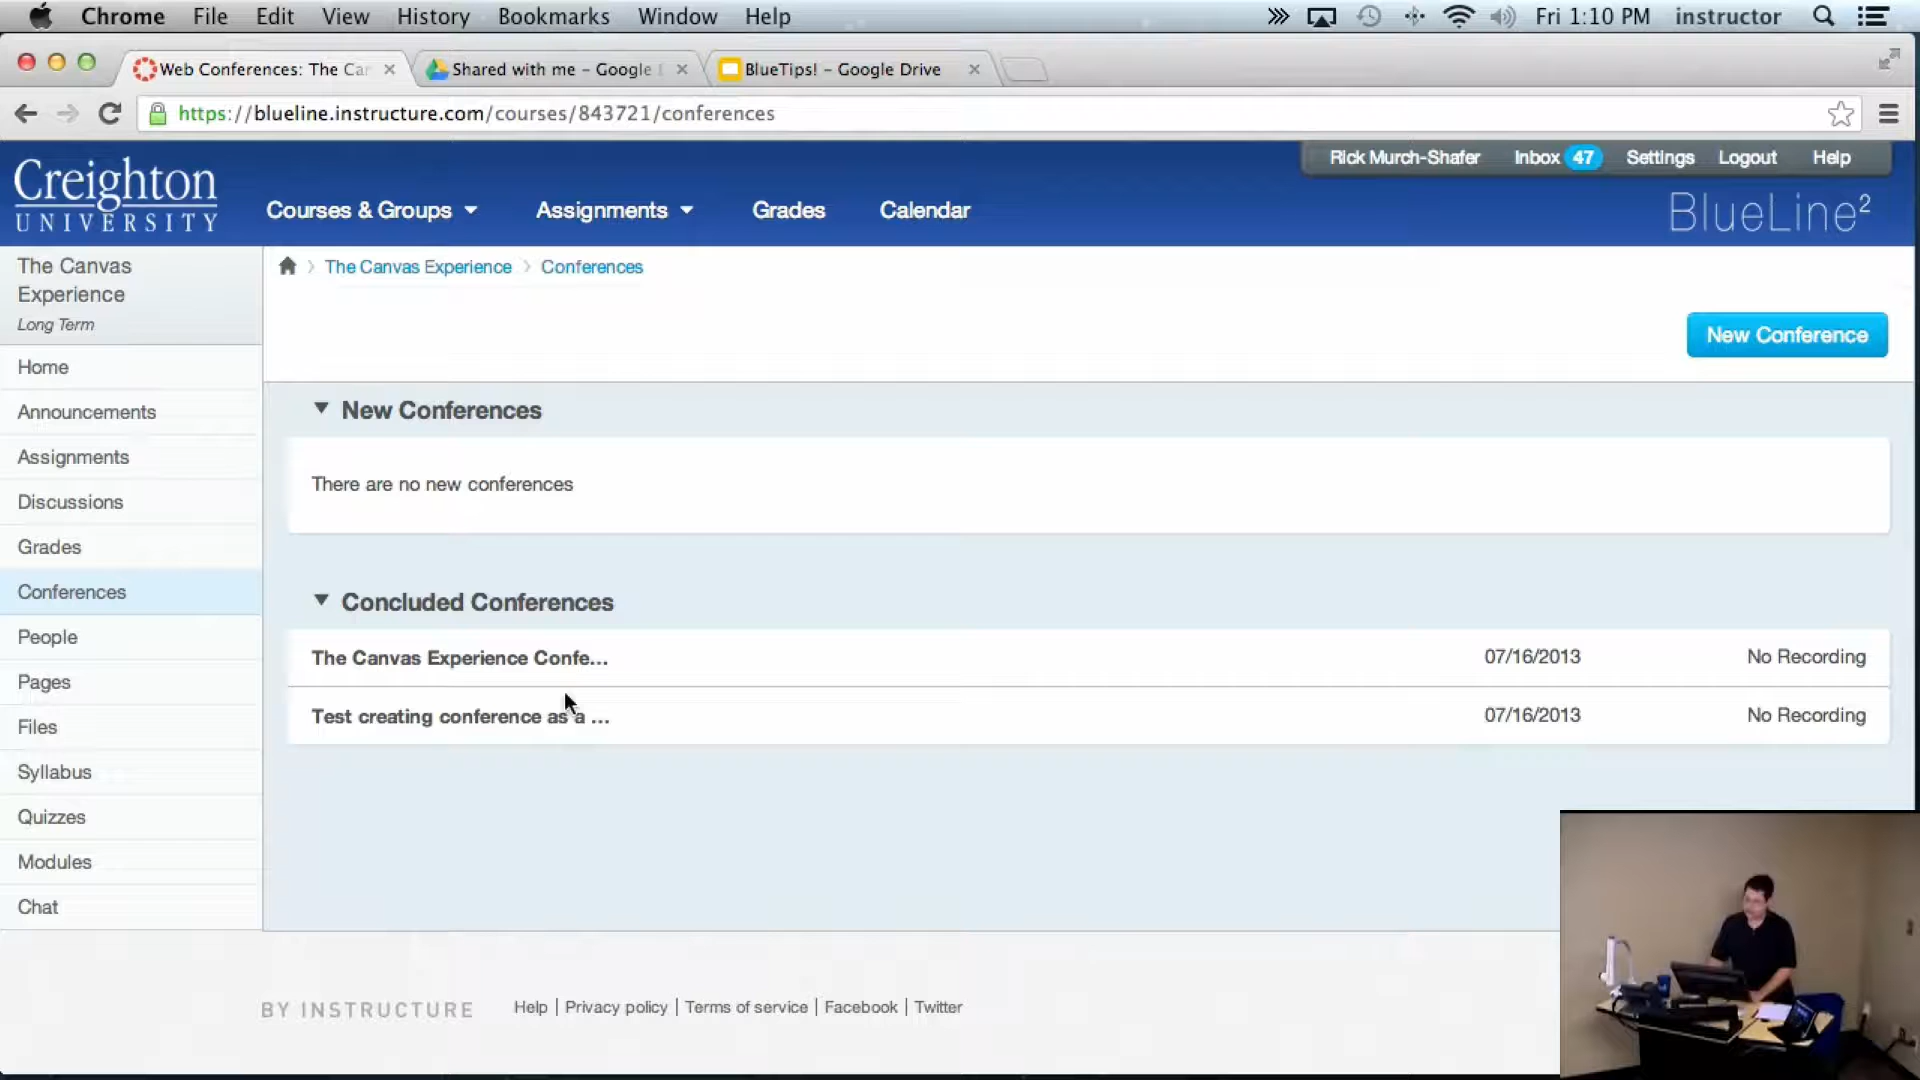 Chrome File Edit View History Bookmarks Window Help Fri 1:10 PM instructor
Web Conferences: The Car Shared with me - Google BlueTips! - Google Drive
https://blueline.instructure.com/courses/843721/conferences
Rick Murch-Shafer Inbox 47 Settings Logout Help
Creighton
UNIVERSITY
Courses & Groups Assignments Grades Calendar
BlueLine²
The Canvas
Experience
Long Term
The Canvas Experience Conferences
New Conference
Home
Announcements
Assignments
Discussions
Grades
Conferences
People
Pages
Files
Syllabus
Quizzes
Modules
Chat
New Conferences
There are no new conferences
Concluded Conferences
The Canvas Experience Confe... 07/16/2013 No Recording
Test creating conference as a ... 07/16/2013 No Recording
BY INSTRUCTURE Help | Privacy policy | Terms of service | Facebook | Twitter